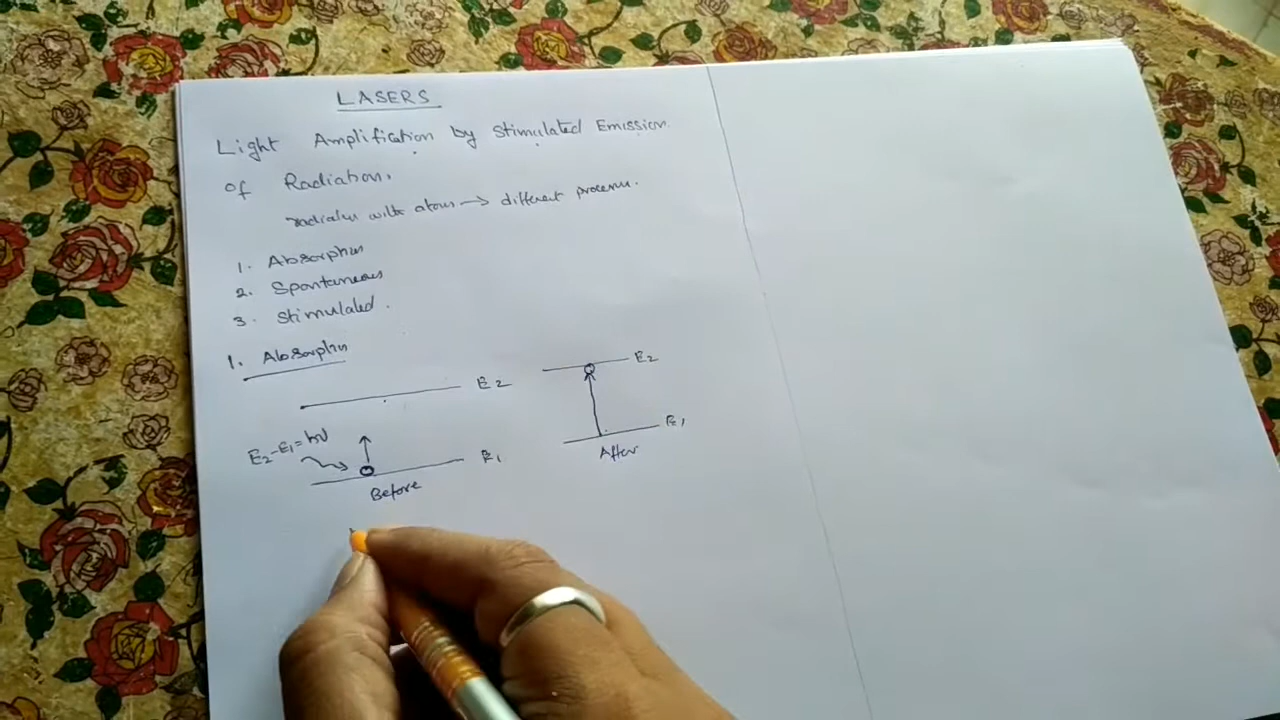 LASERS
Light Amplification by Stimulated Emission
of Radiation.
with atom → different process.
1. Absorption
2. Spontaneous
3. Stimulated.
1. Absorption
E2
E2
E2-E1=hν
E1
E1
Before
After